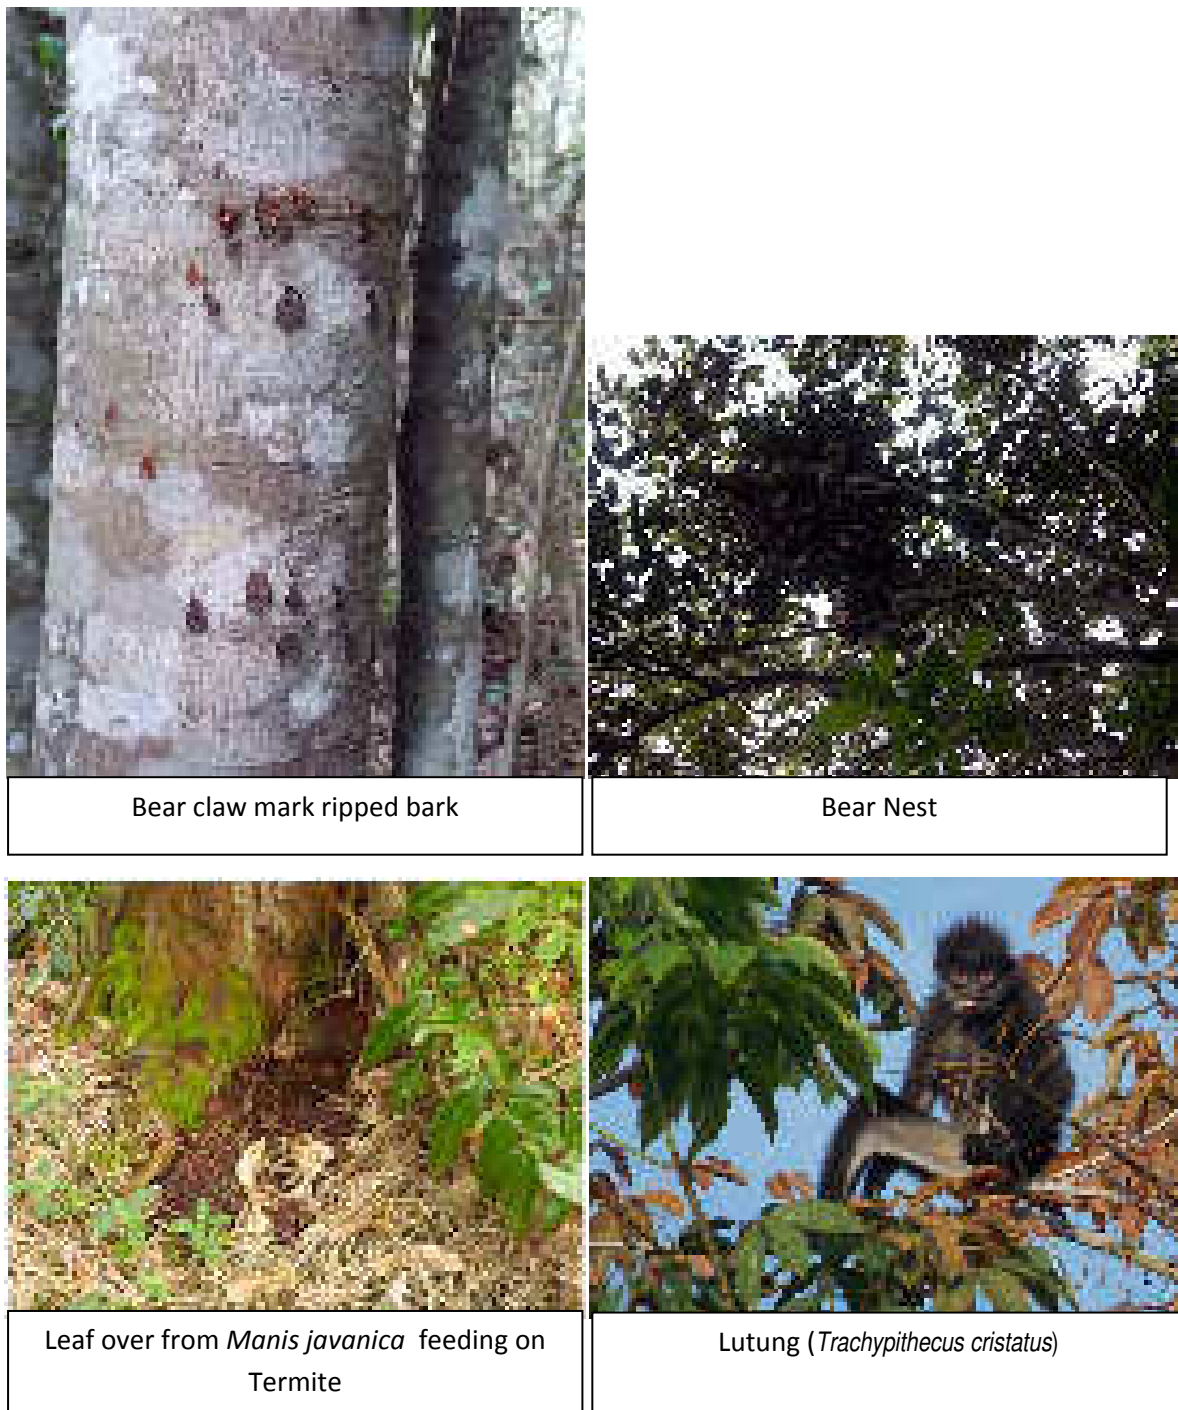 Bear claw mark ripped bark
Bear Nest
Leaf over from Manis javanica feeding on
Termite
Lutung (Trachypithecus cristatus)